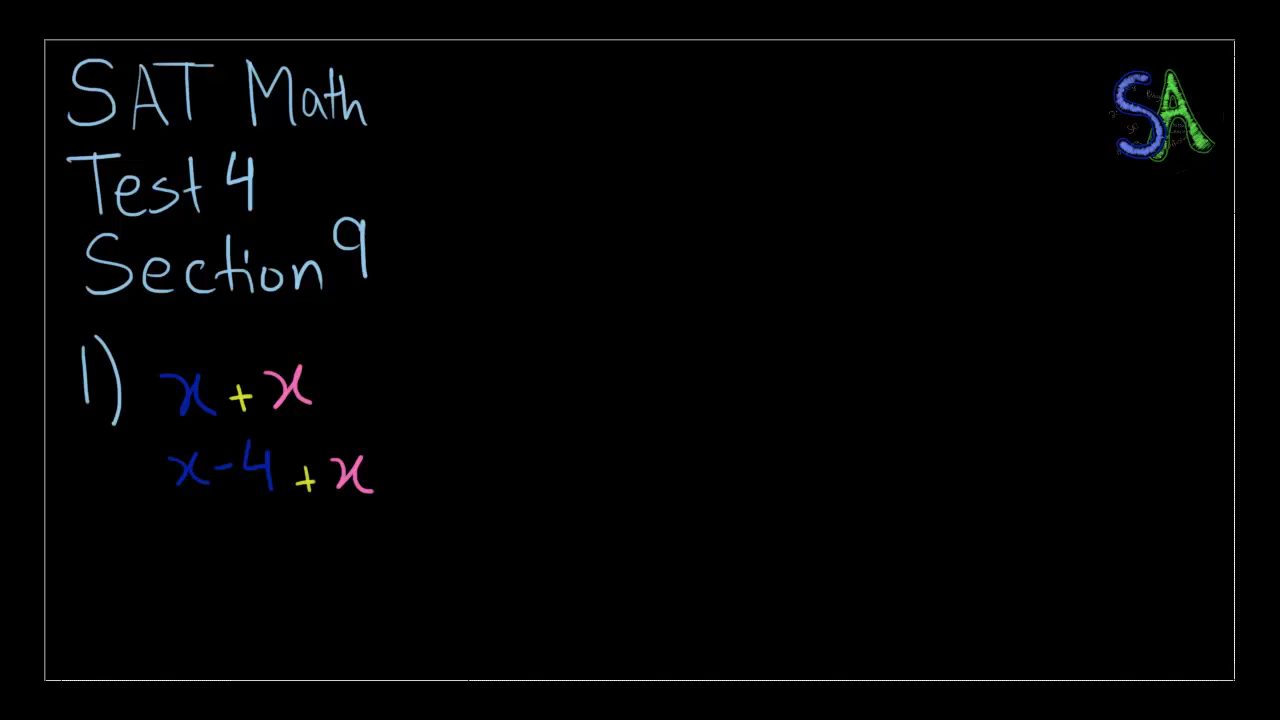 SAT Math
Test 4
Section 9
1) x + x
x - 4 + x
SA